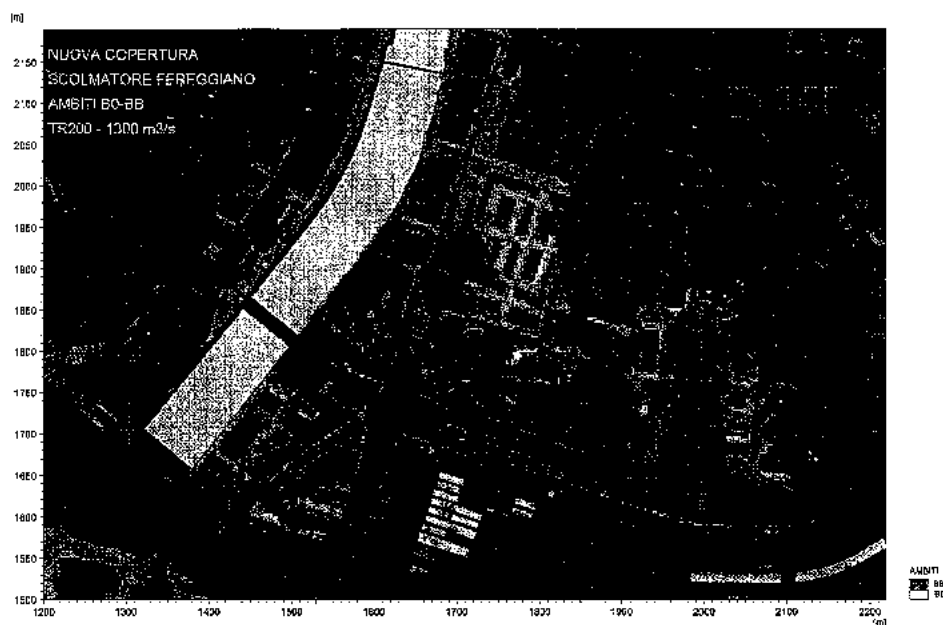 [m]
NUOVA COPERTURA
SCOLMATORE FEREGGIANO
AMBITI B0-BB
TR200 - 1300 m3/s
2150
2100
2050
2000
1950
1900
1850
1800
1750
1700
1650
1600
1550
1500
1200 1300 1400 1500 1600 1700 1800 1900 2000 2100 2200
[m]
AMBITI
BB
B0